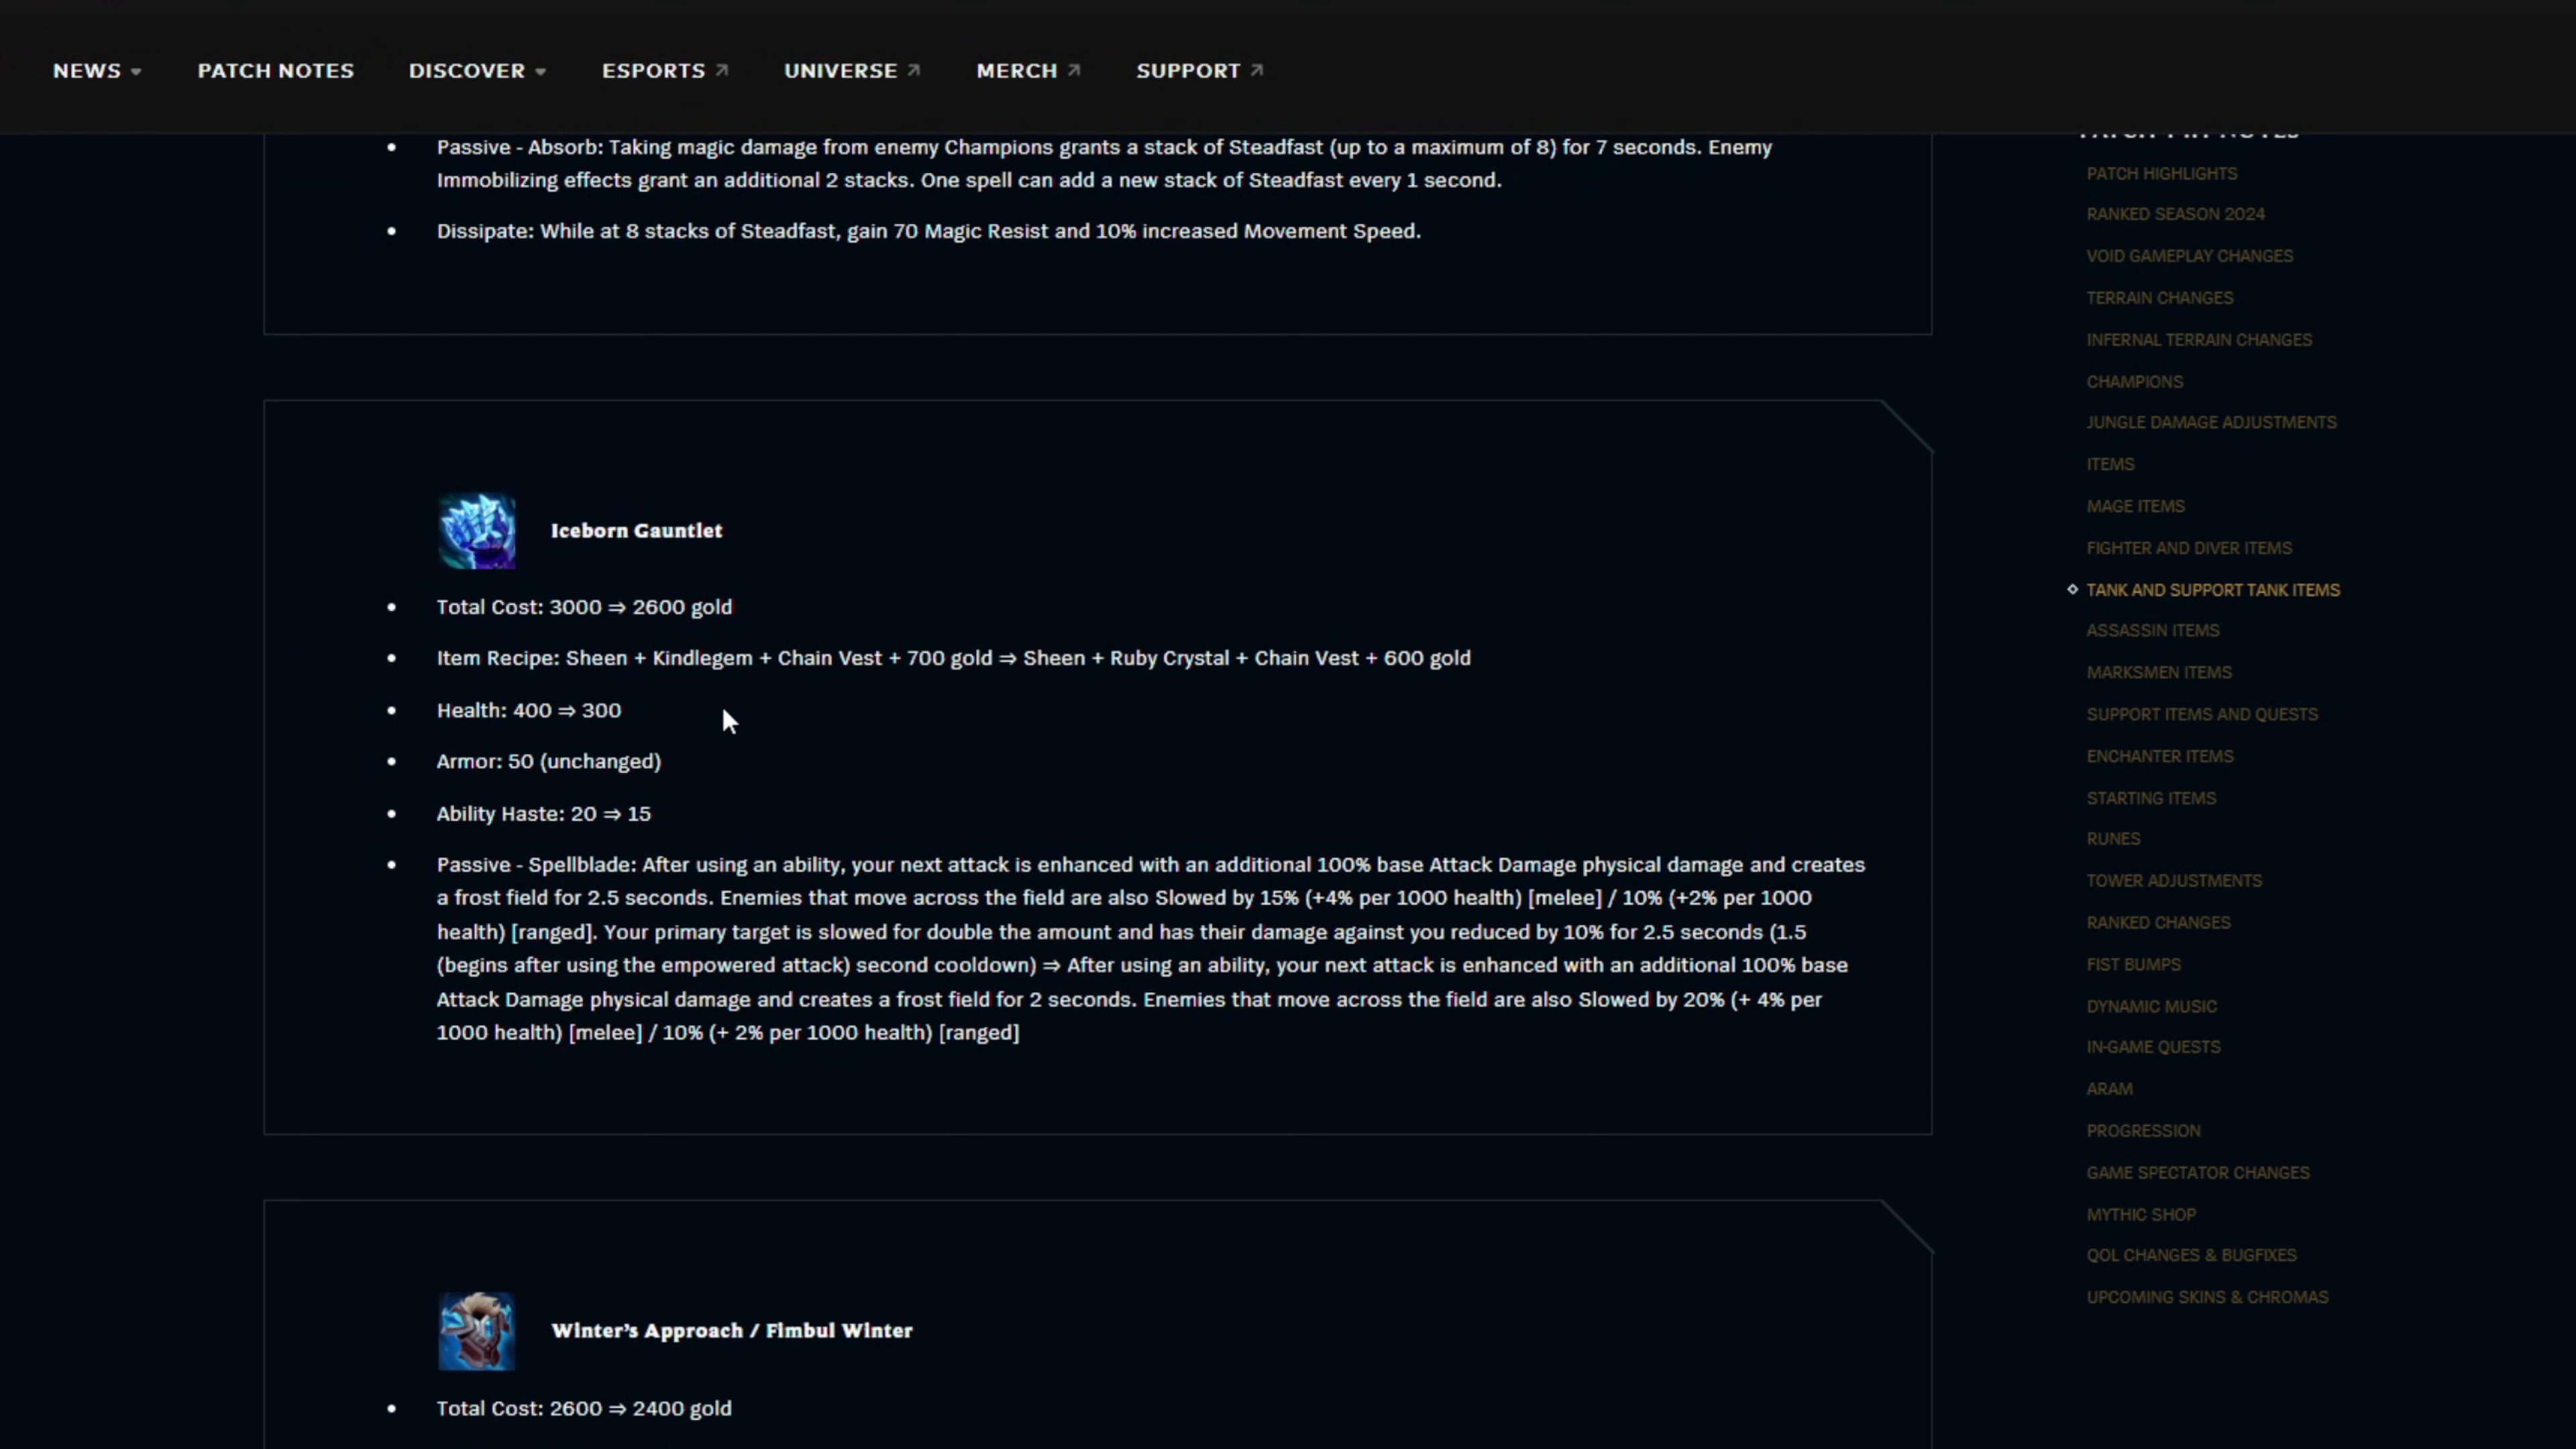 NEWS PATCH NOTES DISCOVER ESPORTS UNIVERSE MERCH SUPPORT
Passive - Absorb: Taking magic damage from enemy Champions grants a stack of Steadfast (up to a maximum of 8) for 7 seconds. Enemy
Immobilizing effects grant an additional 2 stacks. One spell can add a new stack of Steadfast every 1 second.
Dissipate: While at 8 stacks of Steadfast, gain 70 Magic Resist and 10% increased Movement Speed.
Iceborn Gauntlet
Total Cost: 3000 ⇒ 2600 gold
Item Recipe: Sheen + Kindlegem + Chain Vest + 700 gold ⇒ Sheen + Ruby Crystal + Chain Vest + 600 gold
Health: 400 ⇒ 300
Armor: 50 (unchanged)
Ability Haste: 20 ⇒ 15
Passive - Spellblade: After using an ability, your next attack is enhanced with an additional 100% base Attack Damage physical damage and creates
a frost field for 2.5 seconds. Enemies that move across the field are also Slowed by 15% (+4% per 1000 health) [melee] / 10% (+2% per 1000
health) [ranged]. Your primary target is slowed for double the amount and has their damage against you reduced by 10% for 2.5 seconds (1.5
(begins after using the empowered attack) second cooldown) ⇒ After using an ability, your next attack is enhanced with an additional 100% base
Attack Damage physical damage and creates a frost field for 2 seconds. Enemies that move across the field are also Slowed by 20% (+ 4% per
1000 health) [melee] / 10% (+ 2% per 1000 health) [ranged]
Winter's Approach / Fimbul Winter
Total Cost: 2600 ⇒ 2400 gold
NOTES
PATCH HIGHLIGHTS
RANKED SEASON 2024
VOID GAMEPLAY CHANGES
TERRAIN CHANGES
INFERNAL TERRAIN CHANGES
CHAMPIONS
JUNGLE DAMAGE ADJUSTMENTS
ITEMS
MAGE ITEMS
FIGHTER AND DIVER ITEMS
TANK AND SUPPORT TANK ITEMS
ASSASSIN ITEMS
MARKSMEN ITEMS
SUPPORT ITEMS AND QUESTS
ENCHANTER ITEMS
STARTING ITEMS
RUNES
TOWER ADJUSTMENTS
RANKED CHANGES
FIST BUMPS
DYNAMIC MUSIC
IN-GAME QUESTS
ARAM
PROGRESSION
GAME SPECTATOR CHANGES
MYTHIC SHOP
QOL CHANGES & BUGFIXES
UPCOMING SKINS & CHROMAS